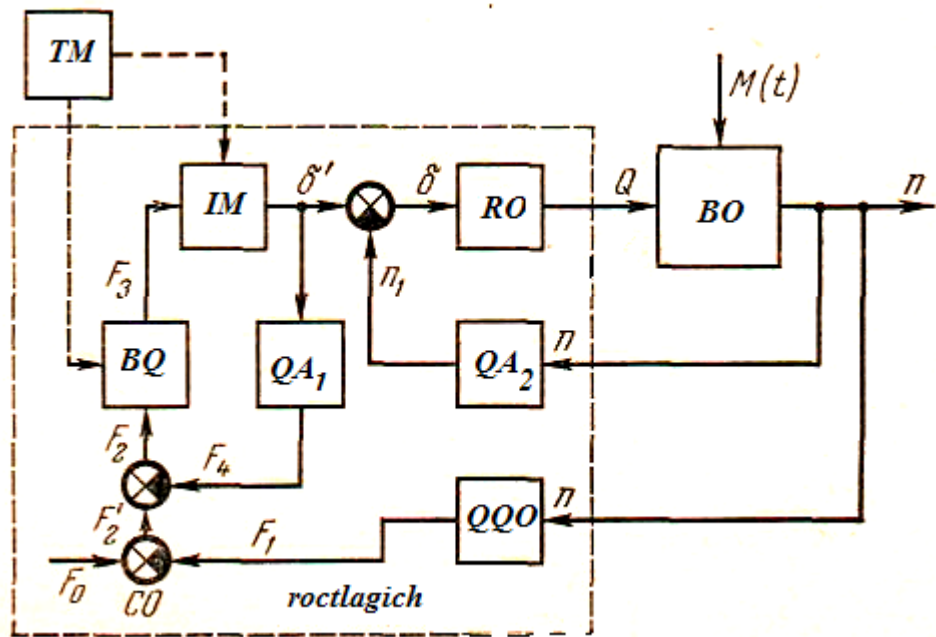 TM
M(t)
IM
δ'
δ
RO
Q
BO
n
F₃
n₁
BQ
QA₁
QA₂
n
F₂
F₄
F₂'
F₁
QQO
n
F₀
CO
roctlagich